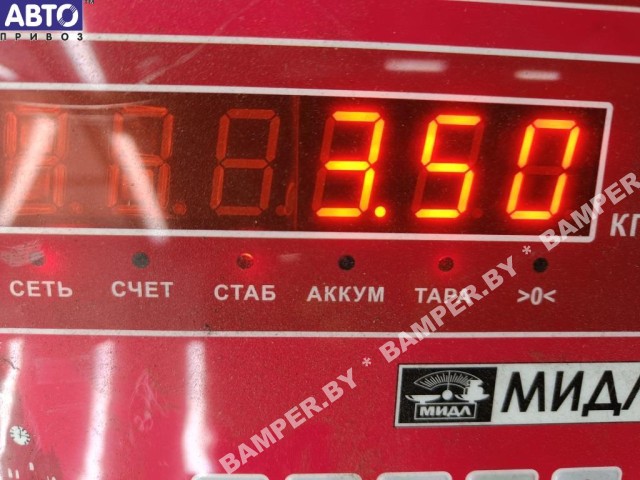 АВТО
ПРИВОЗ
3.50
КГ
СЕТЬ СЧЕТ СТАБ АККУМ ТАРА >0<
BAMPER.BY * BAMPER.BY * BAMPER.BY
МИДЛ
МИДЛ